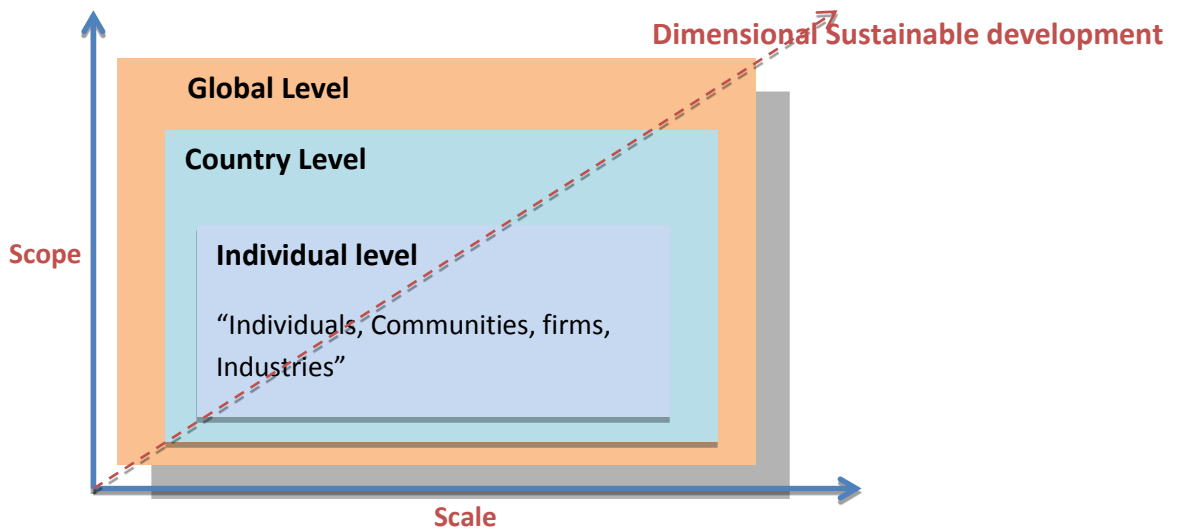 Dimensional Sustainable development
Global Level
Country Level
Scope
Individual level
“Individuals, Communities, firms,
Industries”
Scale